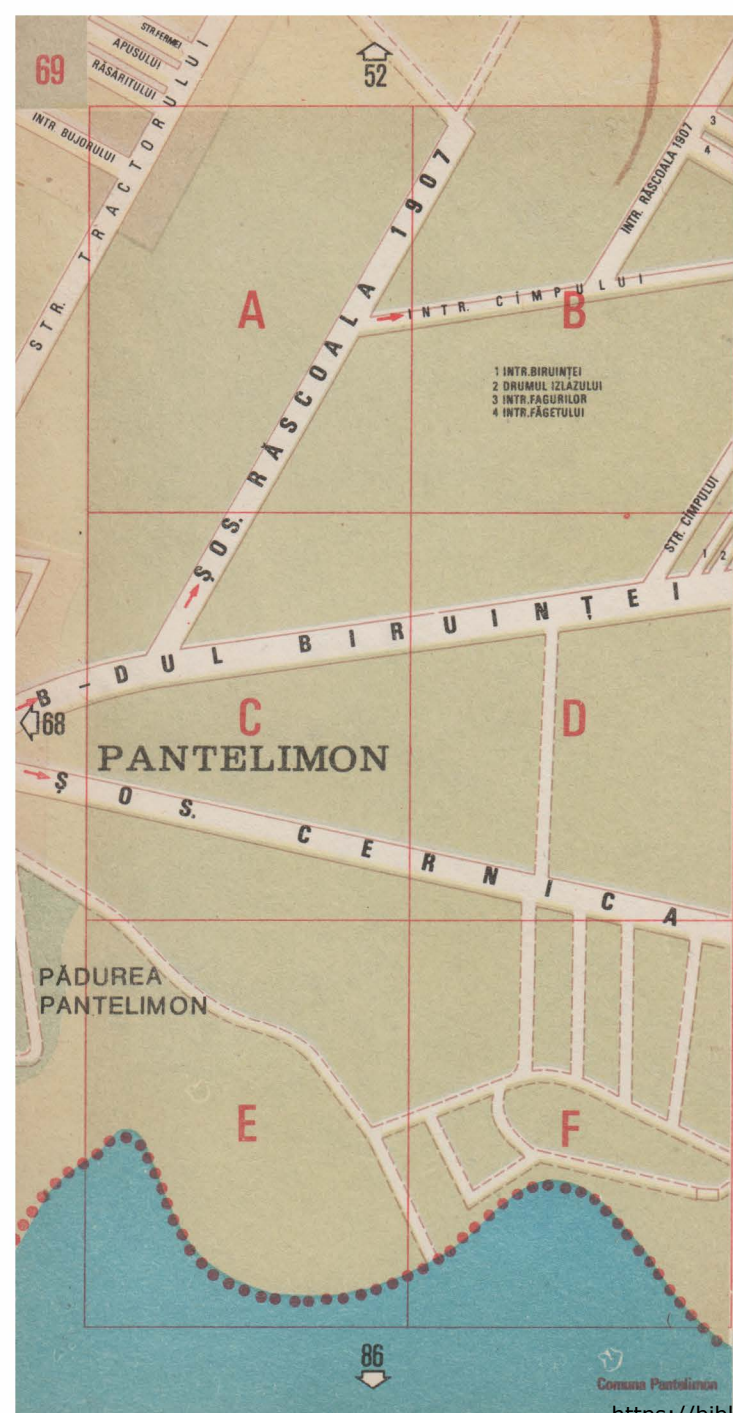 69
STR.FERMEI
APUSULUI
RĂSĂRITULUI
INTR BUJORULUI
STR. TRACTORULUI
52
ȘOS. RĂSCOALA 1907
INTR. RĂSCOALA 1907
3
4
INTR. CÎMPULUI
A
B
1 INTR.BIRUINȚEI
2 DRUMUL IZLAZULUI
3 INTR.FAGURILOR
4 INTR.FĂGETULUI
STR. CÎMPULUI
1 2
B-DUL BIRUINȚEI
68
C
D
PANTELIMON
ȘOS. CERNICA
PĂDUREA
PANTELIMON
E
F
86
Comuna Pantelimon